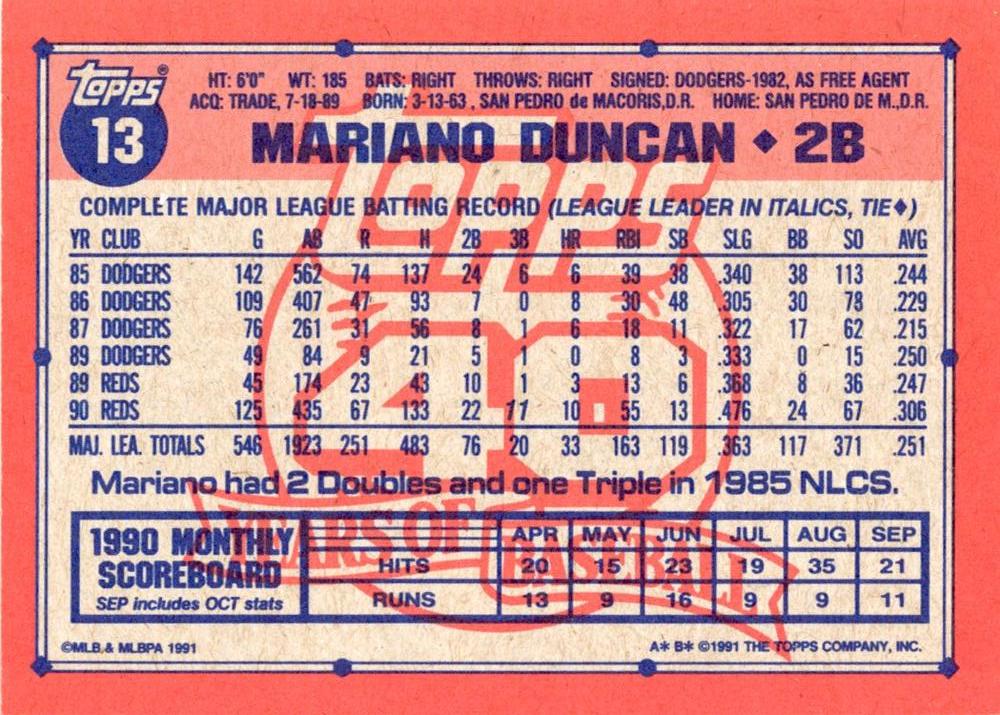 Topps®
13
HT: 6'0" WT: 185 BATS: RIGHT THROWS: RIGHT SIGNED: DODGERS-1982, AS FREE AGENT
ACQ: TRADE, 7-18-89 BORN: 3-13-63 , SAN PEDRO de MACORIS,D.R. HOME: SAN PEDRO DE M.,D.R.
MARIANO DUNCAN ◆ 2B
COMPLETE MAJOR LEAGUE BATTING RECORD (LEAGUE LEADER IN ITALICS, TIE◆)
YR CLUB G AB R H 2B 3B HR RBI SB SLG BB SO AVG
85 DODGERS 142 562 74 137 24 6 6 39 38 .340 38 113 .244
86 DODGERS 109 407 47 93 7 0 8 30 48 .305 30 78 .229
87 DODGERS 76 261 31 56 8 1 6 18 11 .322 17 62 .215
89 DODGERS 49 84 9 21 5 1 0 8 3 .333 0 15 .250
89 REDS 45 174 23 43 10 1 3 13 6 .368 8 36 .247
90 REDS 125 435 67 133 22 11 10 55 13 .476 24 67 .306
MAJ. LEA. TOTALS 546 1923 251 483 76 20 33 163 119 .363 117 371 .251
Mariano had 2 Doubles and one Triple in 1985 NLCS.
1990 MONTHLY SCOREBOARD
SEP includes OCT stats
APR MAY JUN JUL AUG SEP
HITS 20 15 23 19 35 21
RUNS 13 9 16 9 9 11
Topps
40
YEARS OF BASEBALL
©MLB & MLBPA 1991
A* B* ©1991 THE TOPPS COMPANY, INC.